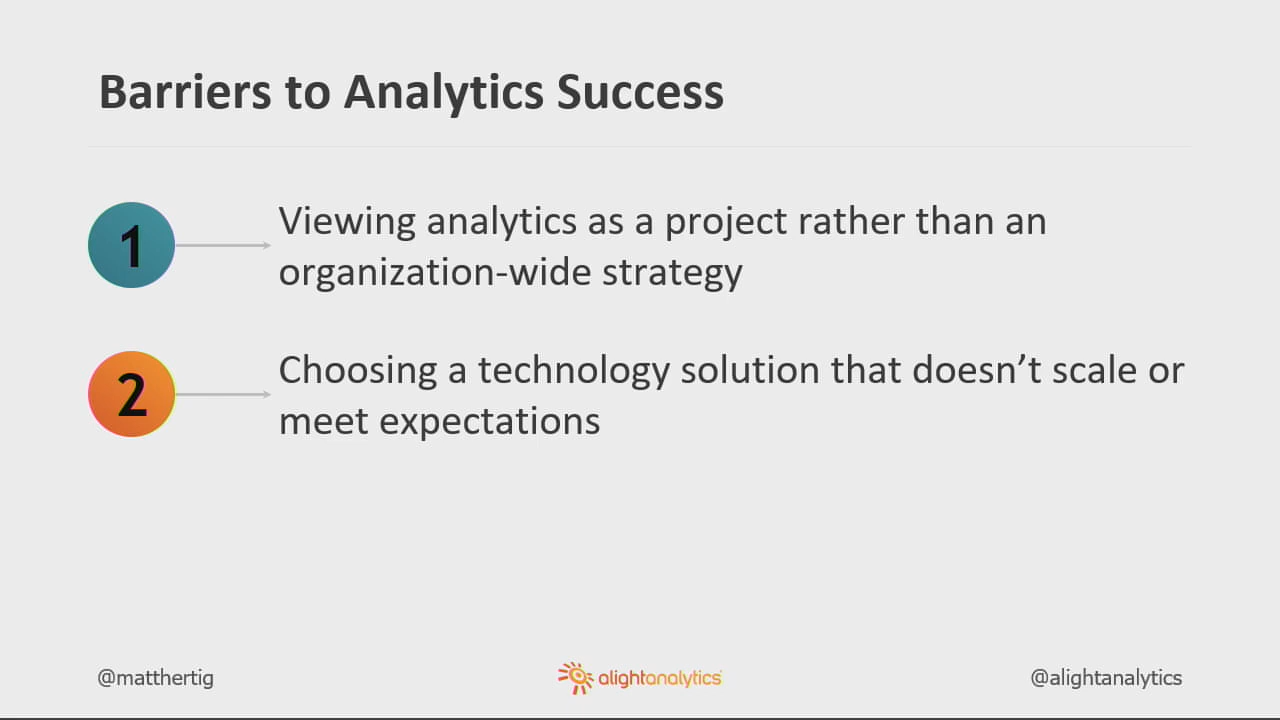 Barriers to Analytics Success
1
Viewing analytics as a project rather than an
organization-wide strategy
2
Choosing a technology solution that doesn’t scale or
meet expectations
@matthertig
alightanalytics
@alightanalytics